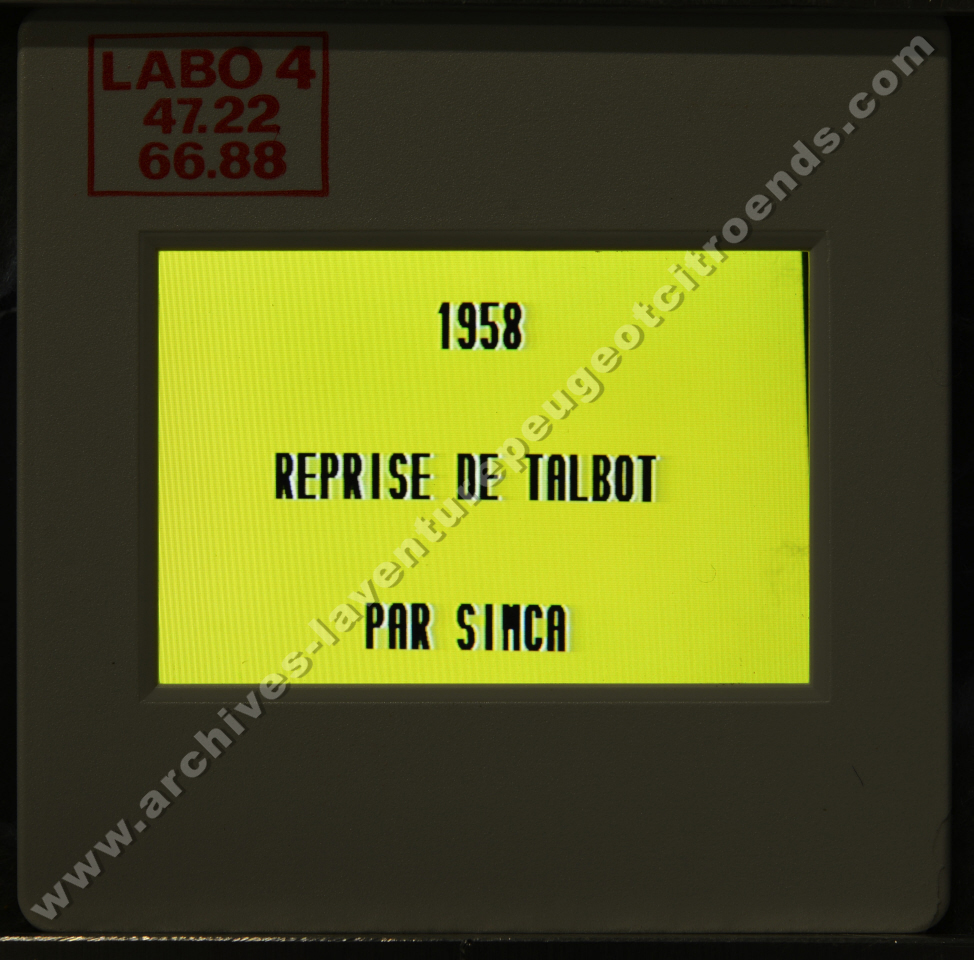 LABO 4
47.22
66.88
1958
REPRISE DE TALBOT
PAR SIMCA
www.archives-laventurepeugeotcitroends.com